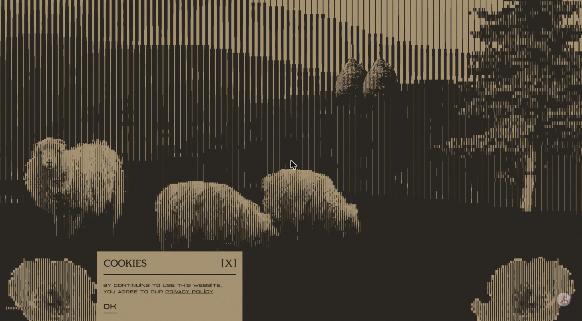 COOKIES [X]
BY CONTINUING TO USE THIS WEBSITE,
YOU AGREE TO OUR PRIVACY POLICY.
OK